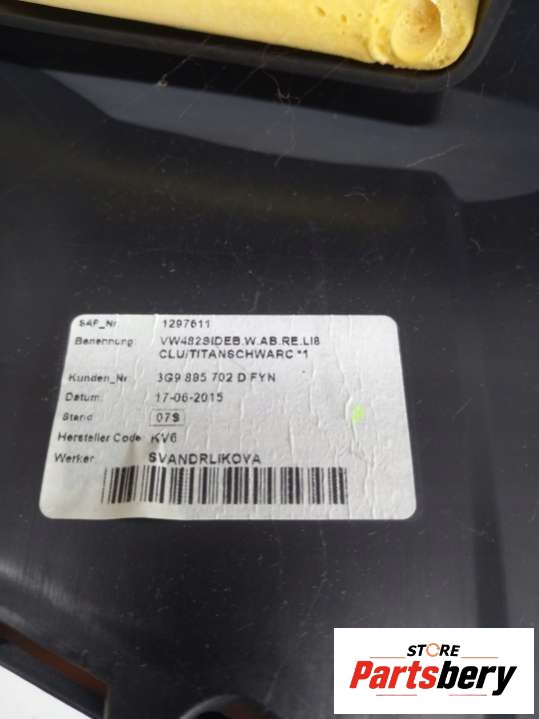 SAP_Nr 1297611
Benennung: VW482SIDEB.W.AB.RE.LI8
CLU/TITANSCHWARC *1
Kunden_Nr. 3G9 885 702 D FYN
Datum: 17-06-2015
Stand 07S
Hersteller Code KV6
Werker SVANDRLIKOVA
STORE
Partsbery